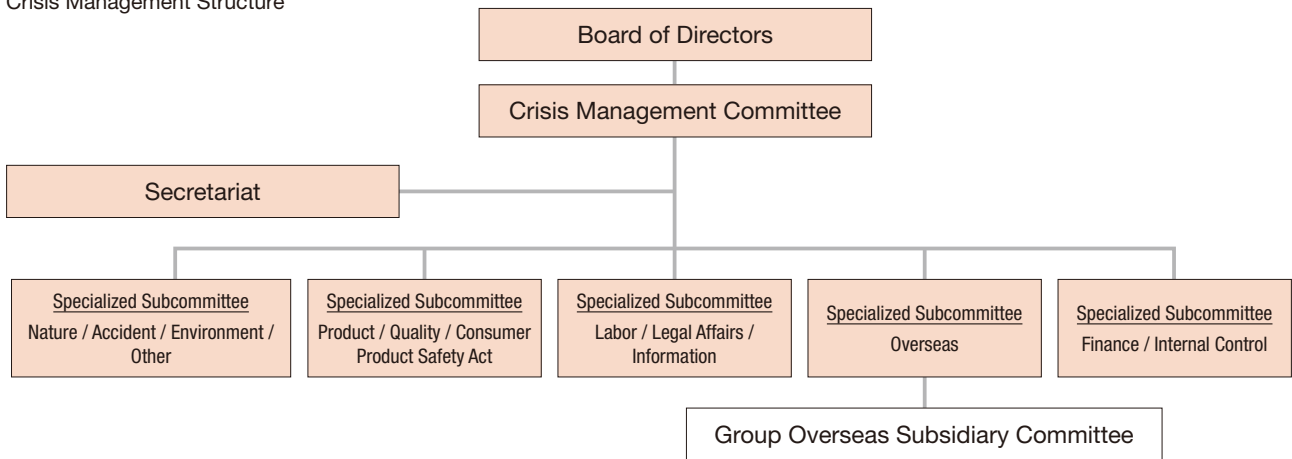 Crisis Management Structure
Board of Directors
Crisis Management Committee
Secretariat
Specialized Subcommittee
Nature / Accident / Environment /
Other
Specialized Subcommittee
Product / Quality / Consumer
Product Safety Act
Specialized Subcommittee
Labor / Legal Affairs /
Information
Specialized Subcommittee
Overseas
Specialized Subcommittee
Finance / Internal Control
Group Overseas Subsidiary Committee